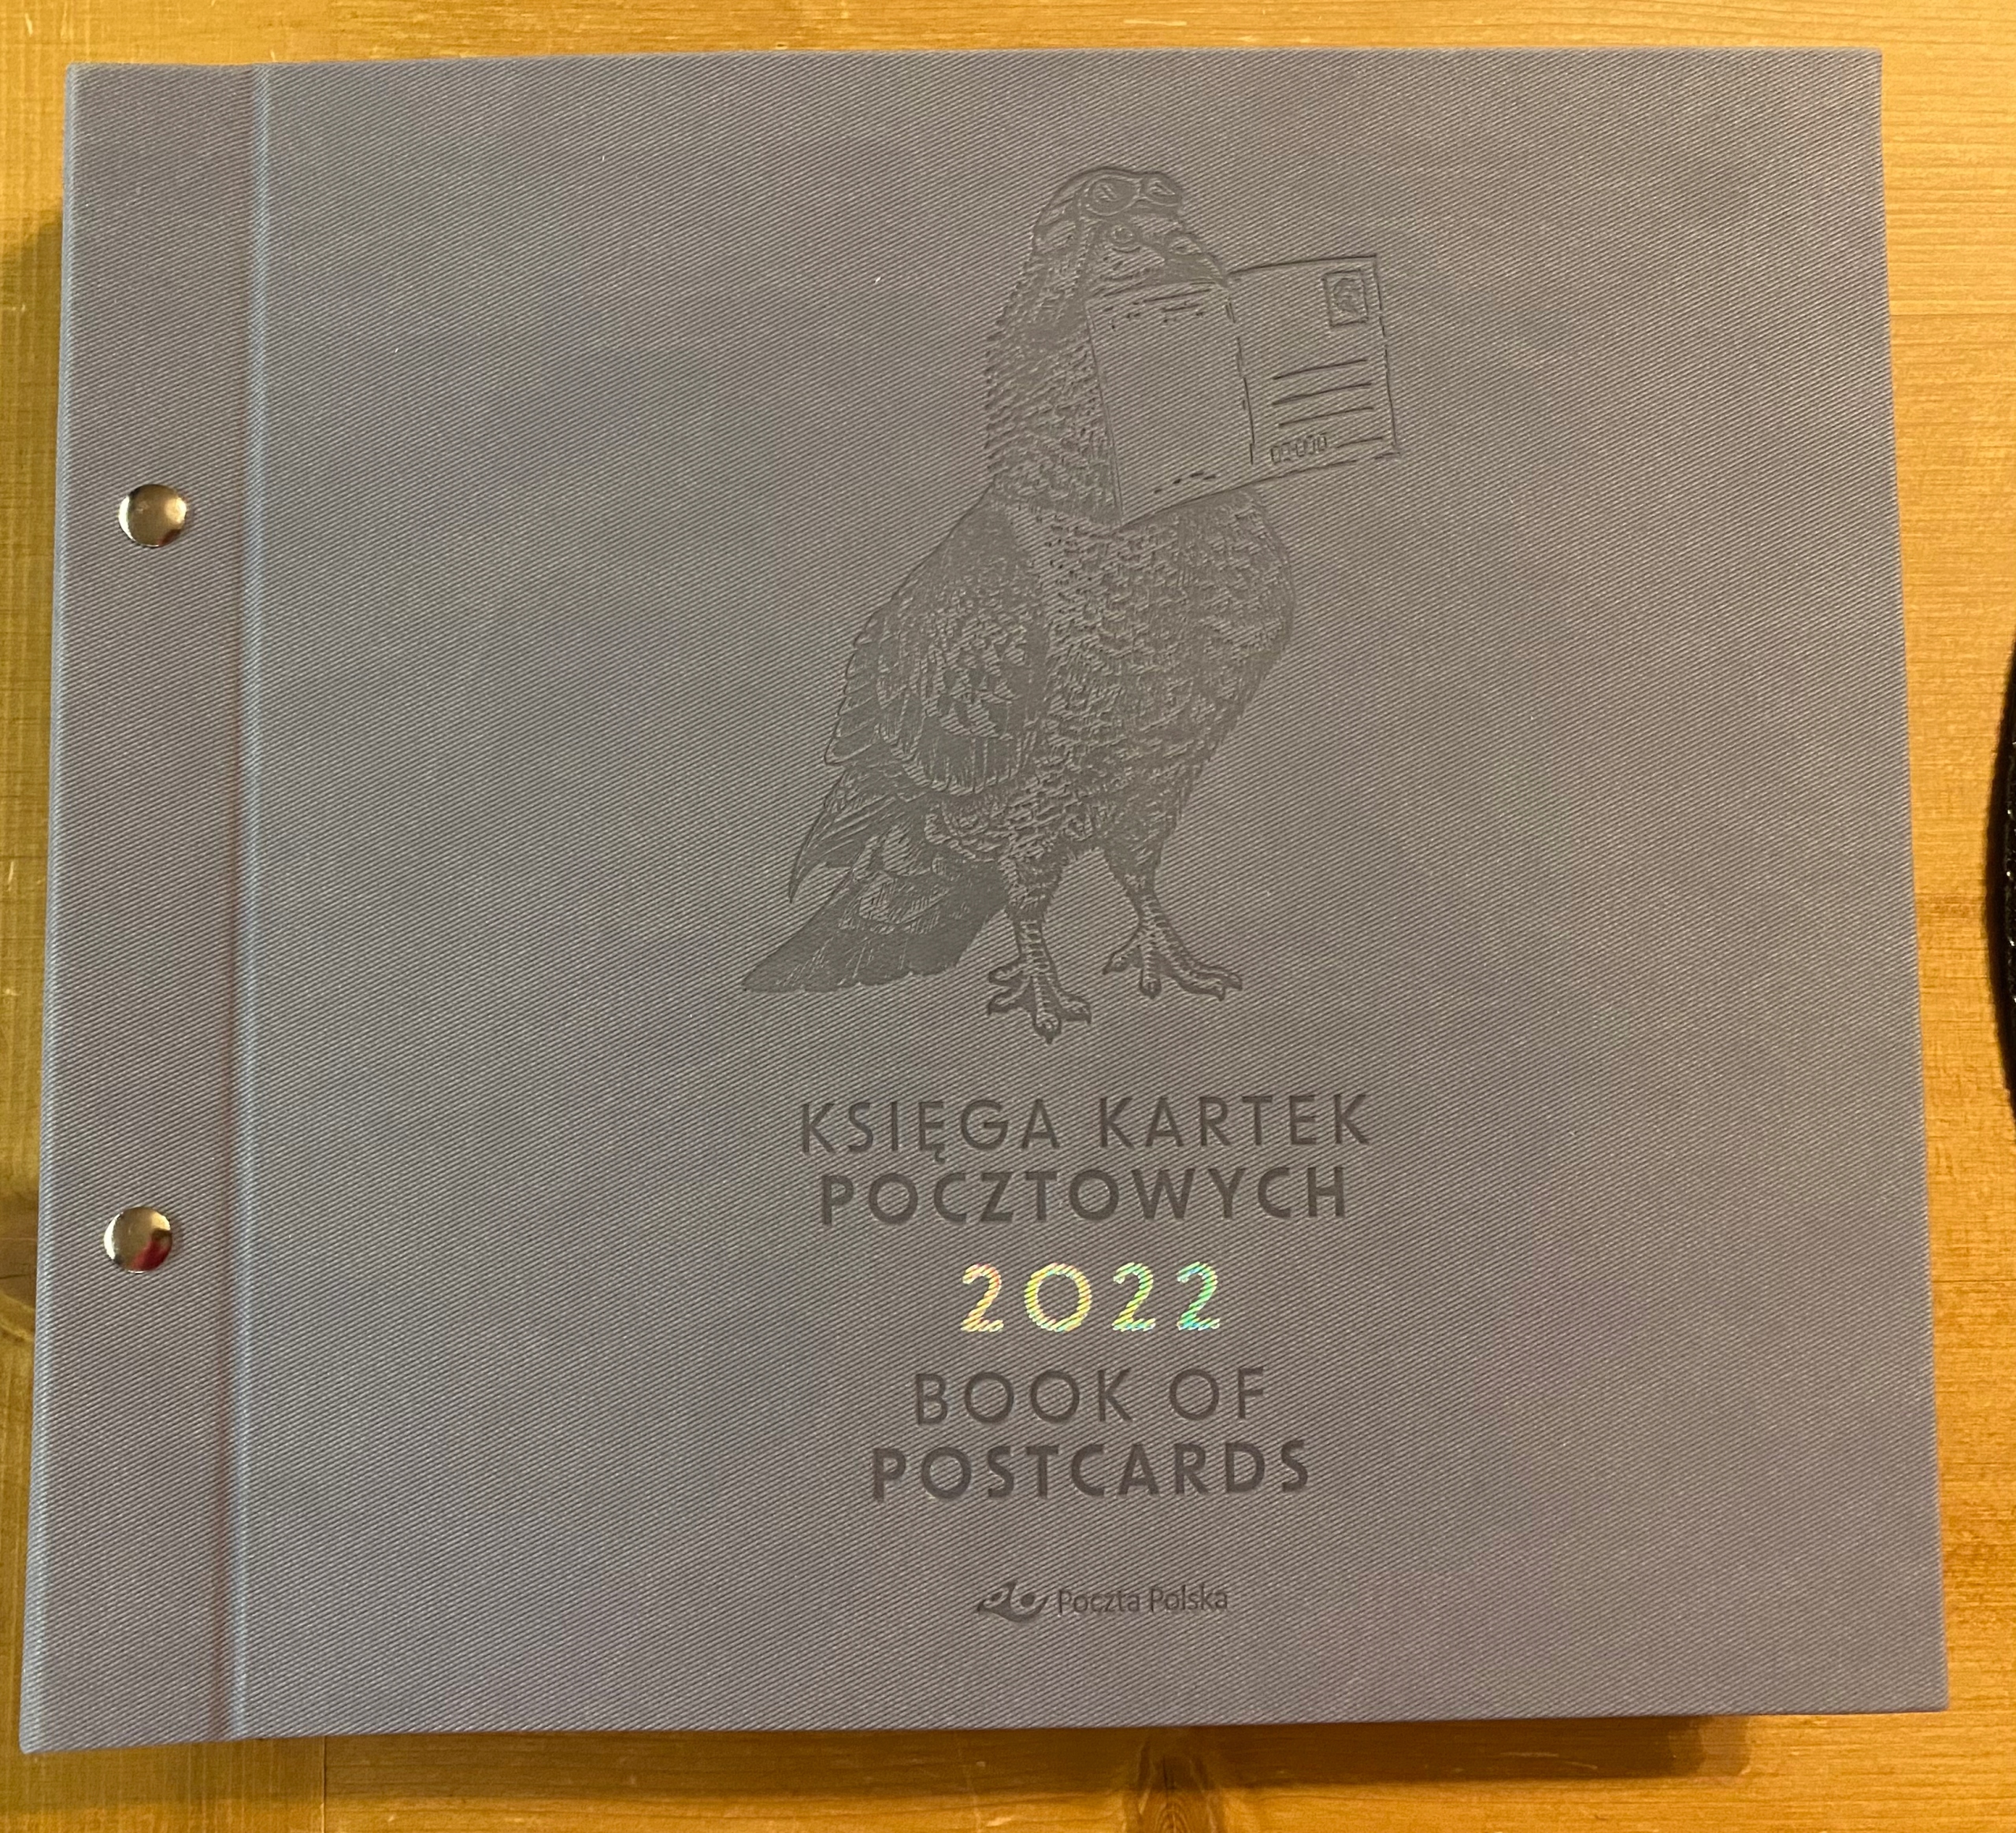 KSIĘGA KARTEK
POCZTOWYCH
2022
BOOK OF
POSTCARDS
Poczta Polska